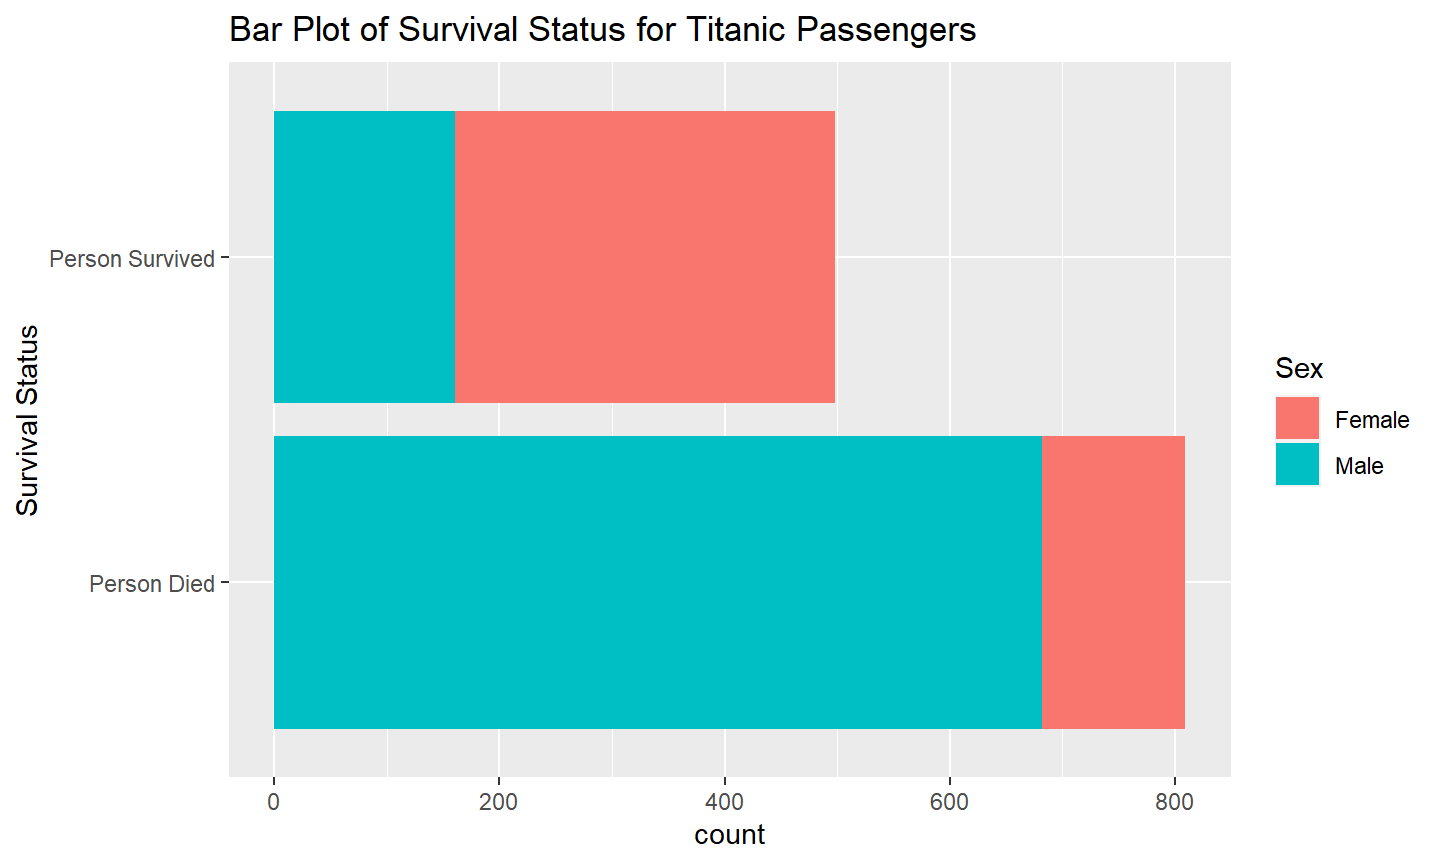 Bar Plot of Survival Status for Titanic Passengers
Survival Status
Person Survived
Person Died
0 200 400 600 800
count
Sex
Female
Male